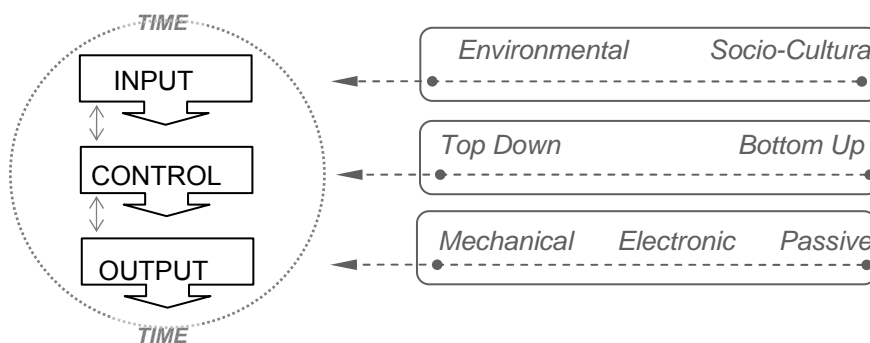 TIME
INPUT
CONTROL
OUTPUT
TIME
Environmental Socio-Cultura
Top Down Bottom Up
Mechanical Electronic Passive